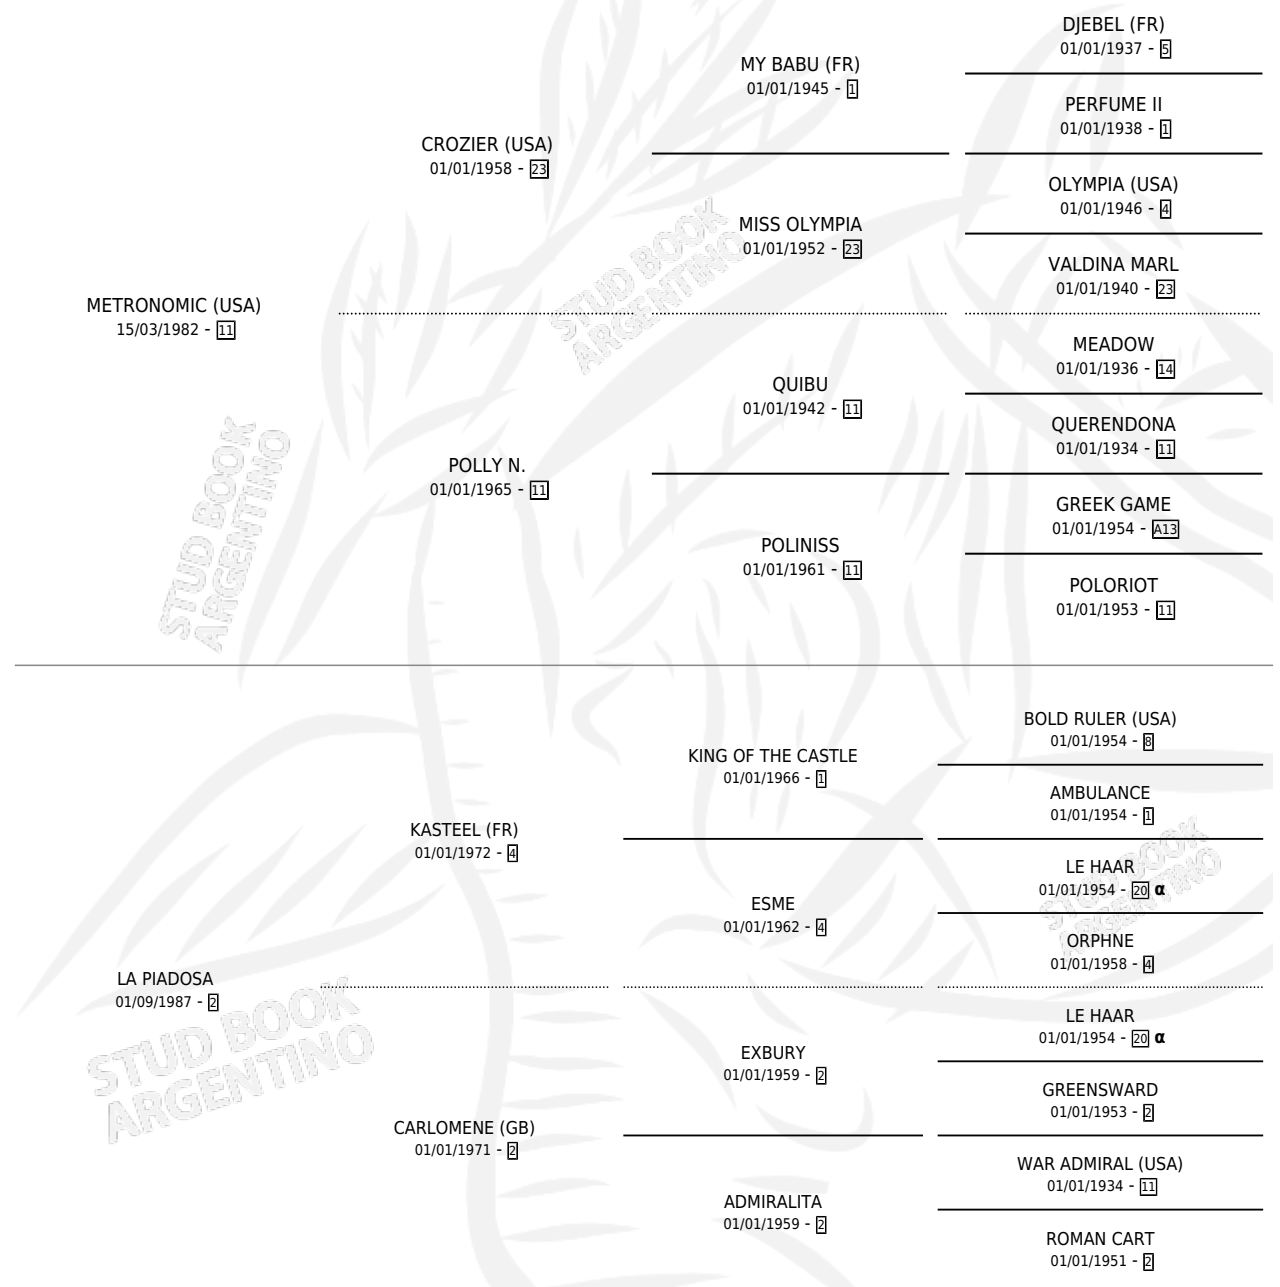 DJEBEL (FR)
01/01/1937 - 5
MY BABU (FR)
01/01/1945 - 1
PERFUME II
01/01/1938 - 1
CROZIER (USA)
01/01/1958 - 23
OLYMPIA (USA)
01/01/1946 - 4
MISS OLYMPIA
01/01/1952 - 23
VALDINA MARL
01/01/1940 - 23
METRONOMIC (USA)
15/03/1982 - 11
MEADOW
01/01/1936 - 14
QUIBU
01/01/1942 - 11
QUERENDONA
01/01/1934 - 11
POLLY N.
01/01/1965 - 11
GREEK GAME
01/01/1954 - A13
POLINISS
01/01/1961 - 11
POLORIOT
01/01/1953 - 11
BOLD RULER (USA)
01/01/1954 - 8
KING OF THE CASTLE
01/01/1966 - 1
AMBULANCE
01/01/1954 - 1
KASTEEL (FR)
01/01/1972 - 4
LE HAAR
01/01/1954 - 20 α
ESME
01/01/1962 - 4
ORPHNE
01/01/1958 - 4
LA PIADOSA
01/09/1987 - 2
LE HAAR
01/01/1954 - 20 α
EXBURY
01/01/1959 - 2
GREENSWARD
01/01/1953 - 2
CARLOMENE (GB)
01/01/1971 - 2
WAR ADMIRAL (USA)
01/01/1934 - 11
ADMIRALITA
01/01/1959 - 2
ROMAN CART
01/01/1951 - 2
STUD BOOK
ARGENTINO
STUD BOOK
ARGENTINO
STUD BOOK
ARGENTINO
STUD BOOK
ARGENTINO